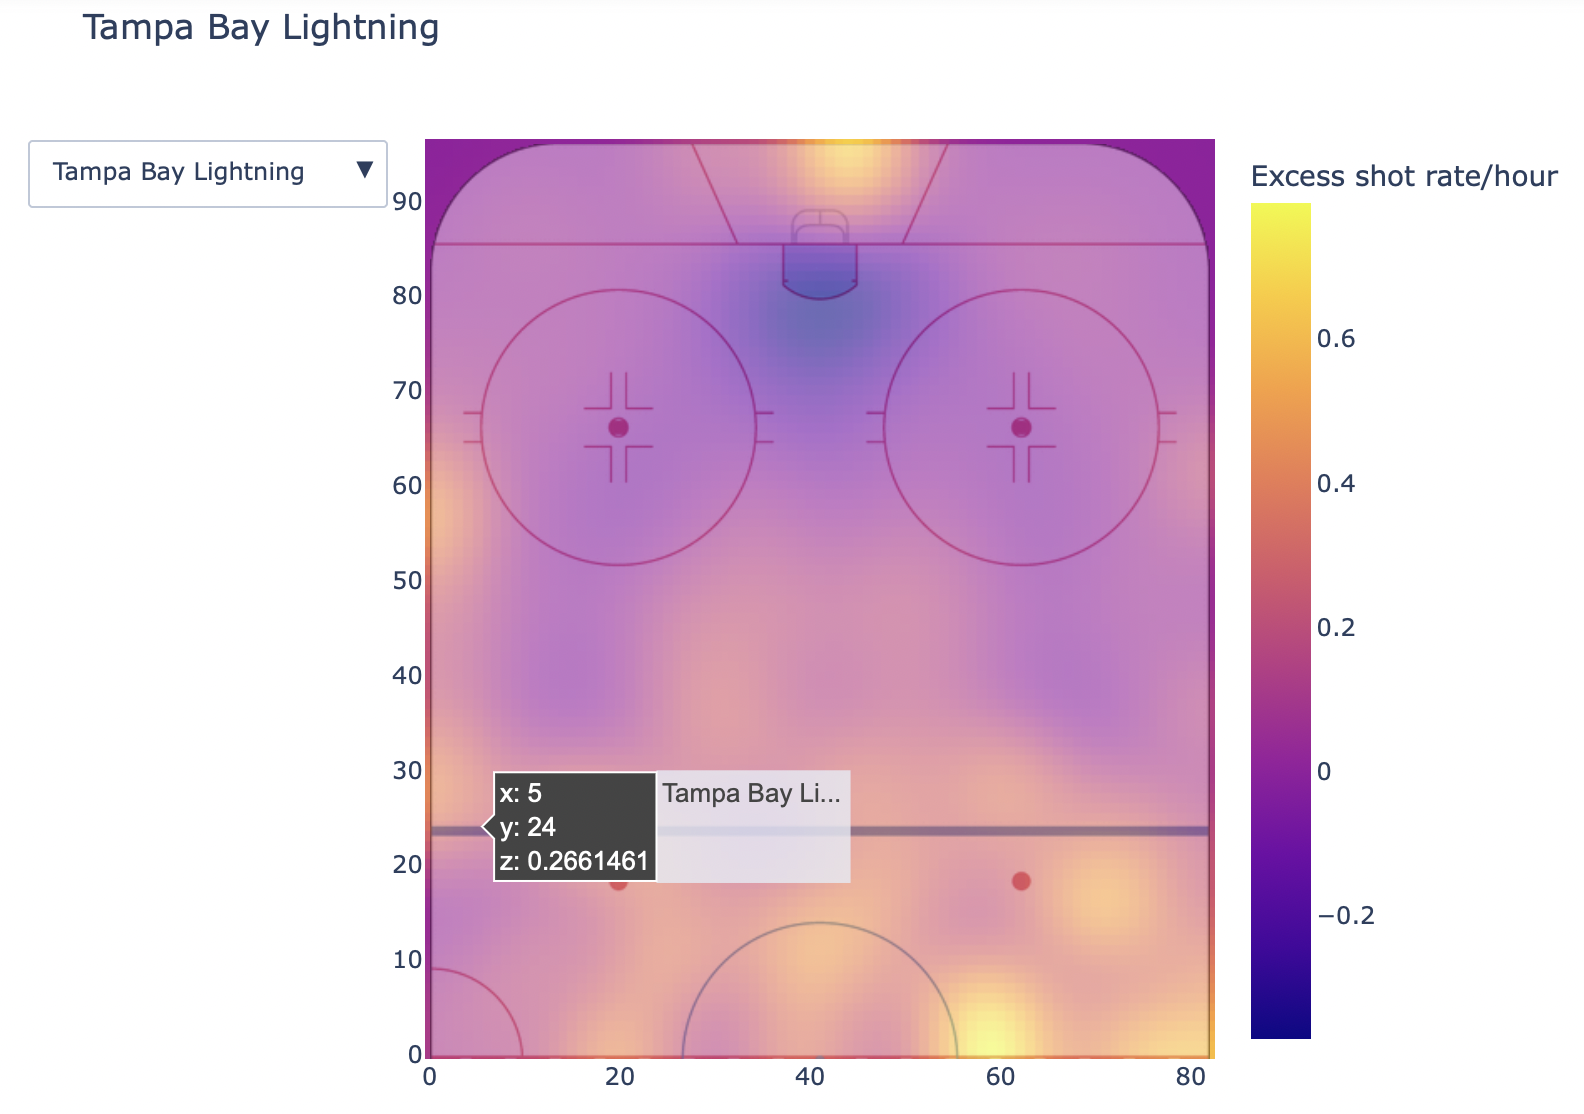 Tampa Bay Lightning
Tampa Bay Lightning ▼
Excess shot rate/hour
90
80
70
60
50
40
30
20
10
0
0 20 40 60 80
x: 5
y: 24
z: 0.2661461
Tampa Bay Li...
0.6
0.4
0.2
0
−0.2